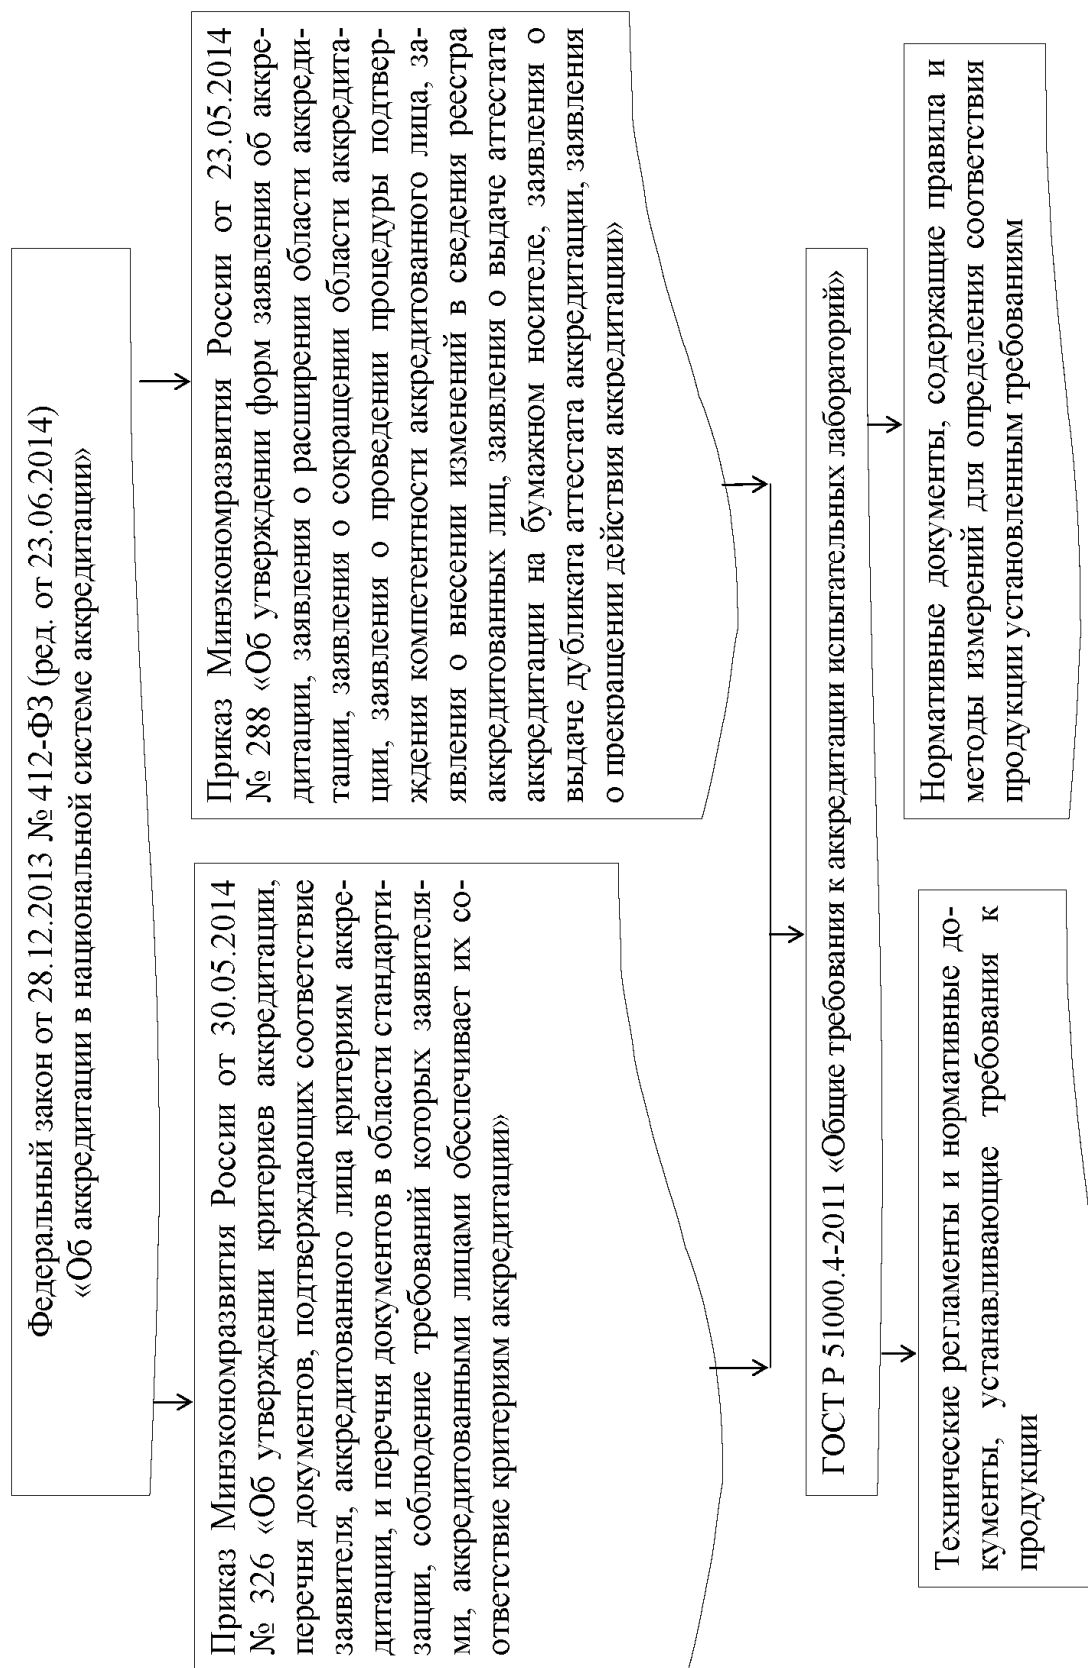 Федеральный закон от 28.12.2013 № 412-ФЗ (ред. от 23.06.2014)
«Об аккредитации в национальной системе аккредитации»
Приказ Минэкономразвития России от 30.05.2014
№ 326 «Об утверждении критериев аккредитации,
перечня документов, подтверждающих соответствие
заявителя, аккредитованного лица критериям аккре-
дитации, и перечня документов в области стандарти-
зации, соблюдение требований которых заявителя-
ми, аккредитованными лицами обеспечивает их со-
ответствие критериям аккредитации»
Приказ Минэкономразвития России от 23.05.2014
№ 288 «Об утверждении форм заявления об аккре-
дитации, заявления о расширении области аккреди-
тации, заявления о сокращении области аккредита-
ции, заявления о проведении процедуры подтвер-
ждения компетентности аккредитованного лица, за-
явления о внесении изменений в сведения реестра
аккредитованных лиц, заявления о выдаче аттестата
аккредитации на бумажном носителе, заявления о
выдаче дубликата аттестата аккредитации, заявления
о прекращении действия аккредитации»
ГОСТ Р 51000.4-2011 «Общие требования к аккредитации испытательных лабораторий»
Технические регламенты и нормативные до-
кументы, устанавливающие требования к
продукции
Нормативные документы, содержащие правила и
методы измерений для определения соответствия
продукции установленным требованиям